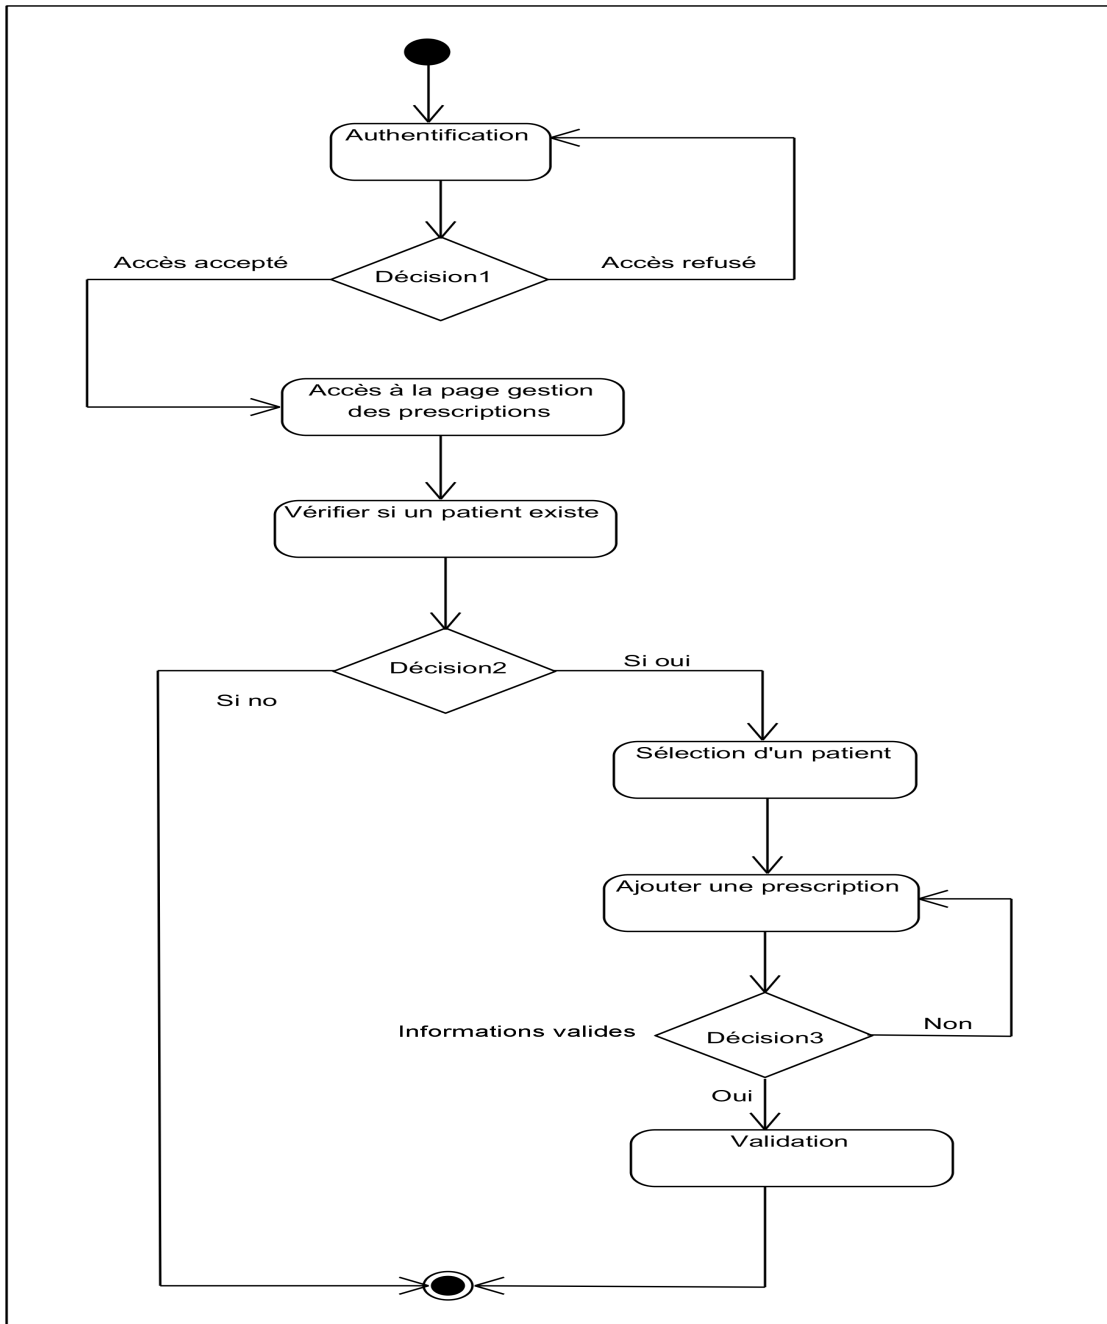 Authentification
Accès accepté
Décision1
Accès refusé
Accès à la page gestion
des prescriptions
Vérifier si un patient existe
Décision2
Si oui
Si no
Sélection d'un patient
Ajouter une prescription
Informations valides
Décision3
Non
Oui
Validation